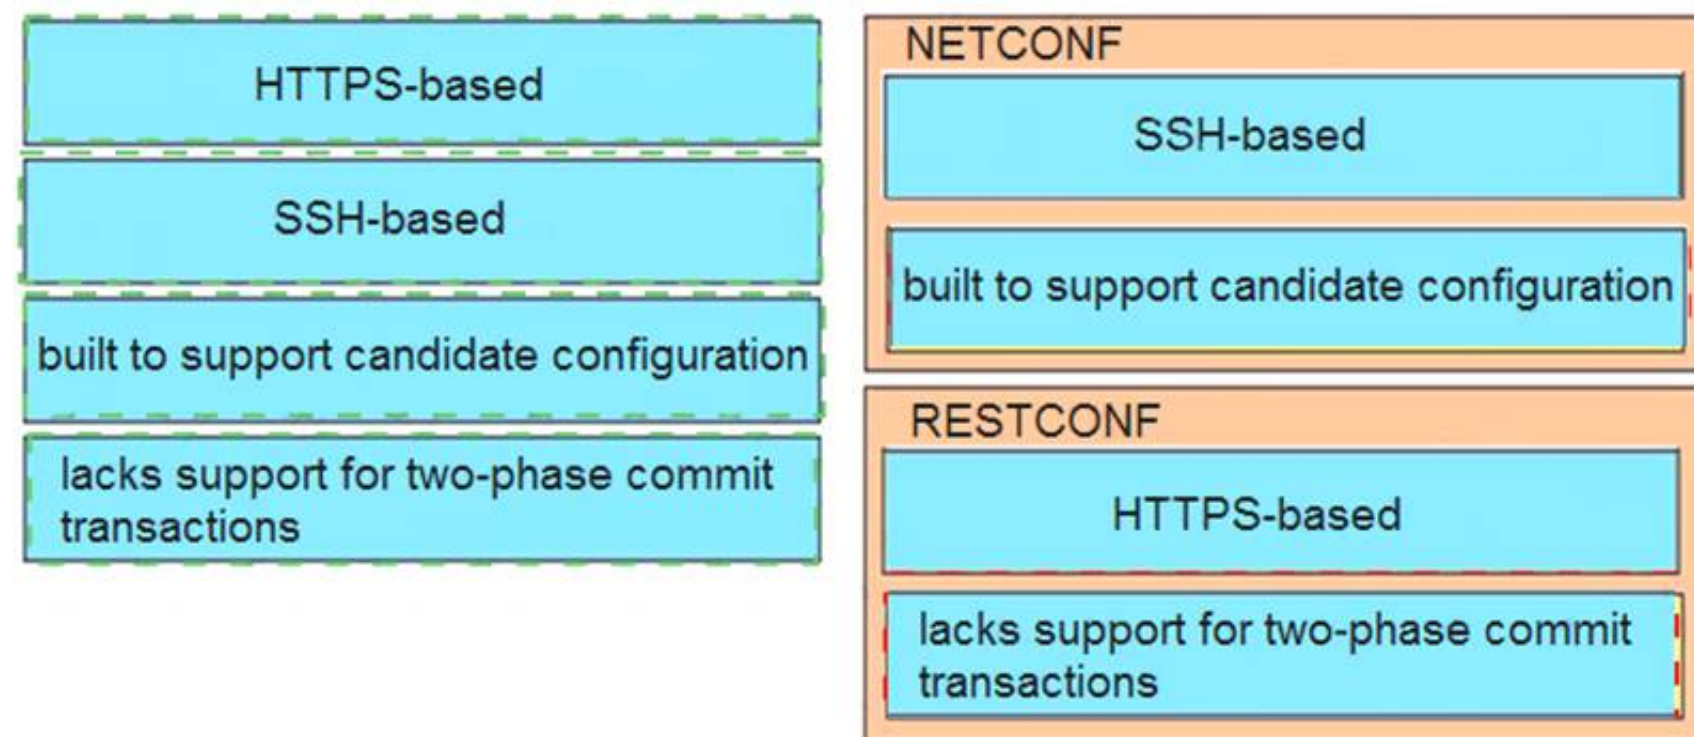 HTTPS-based
SSH-based
built to support candidate configuration
lacks support for two-phase commit
transactions
NETCONF
SSH-based
built to support candidate configuration
RESTCONF
HTTPS-based
lacks support for two-phase commit
transactions